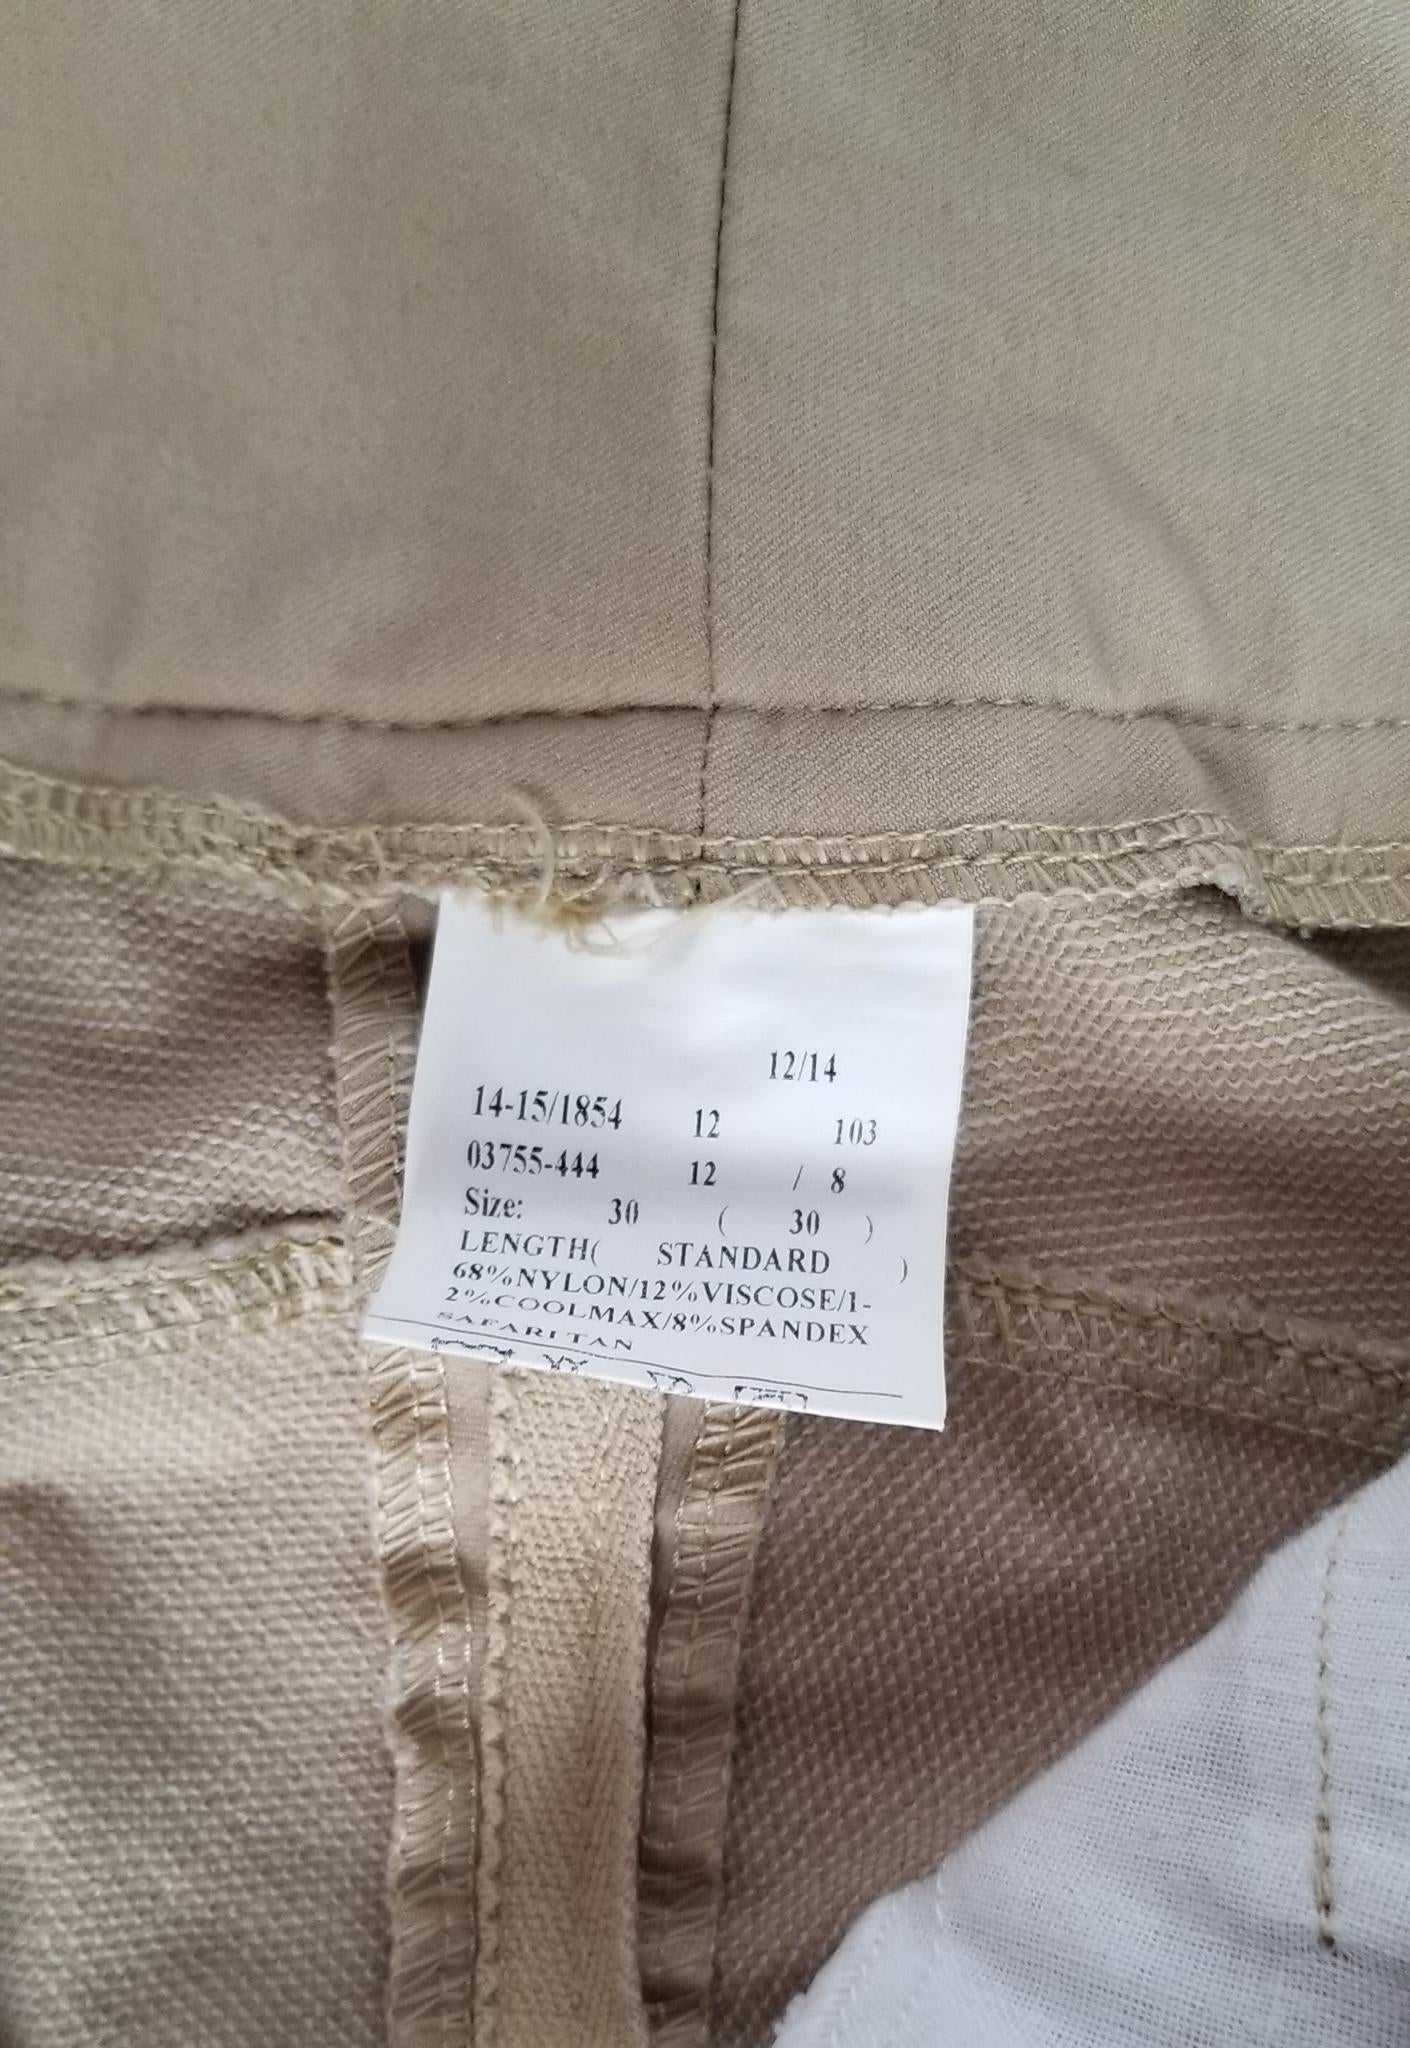 12/14
14-15/1854 12 103
03755-444 12 / 8
Size: 30 ( 30 )
LENGTH( STANDARD )
68%NYLON/12%VISCOSE/1-
2%COOLMAX/8%SPANDEX
SAFARI TAN